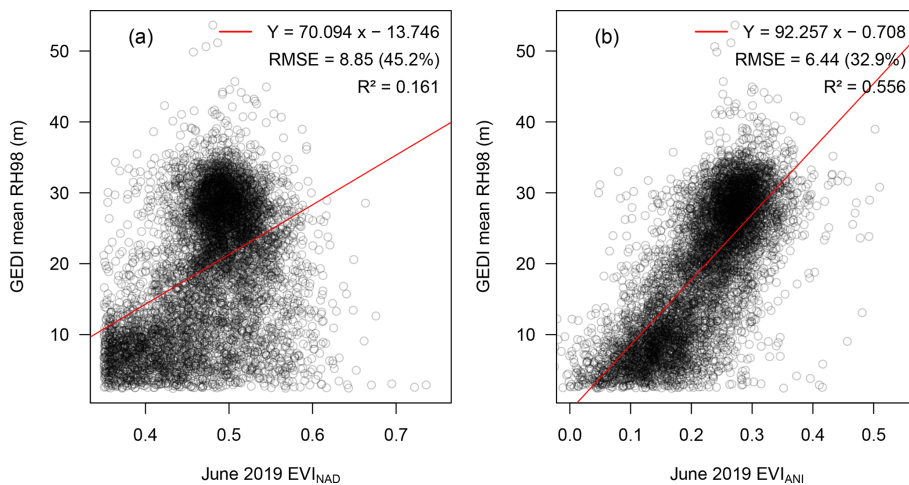 (a)
Y = 70.094 x − 13.746
RMSE = 8.85 (45.2%)
R² = 0.161
GEDI mean RH98 (m)
50
40
30
20
10
0.4 0.5 0.6 0.7
June 2019 EVI_NAD
(b)
Y = 92.257 x − 0.708
RMSE = 6.44 (32.9%)
R² = 0.556
GEDI mean RH98 (m)
50
40
30
20
10
0.0 0.1 0.2 0.3 0.4 0.5
June 2019 EVI_ANI